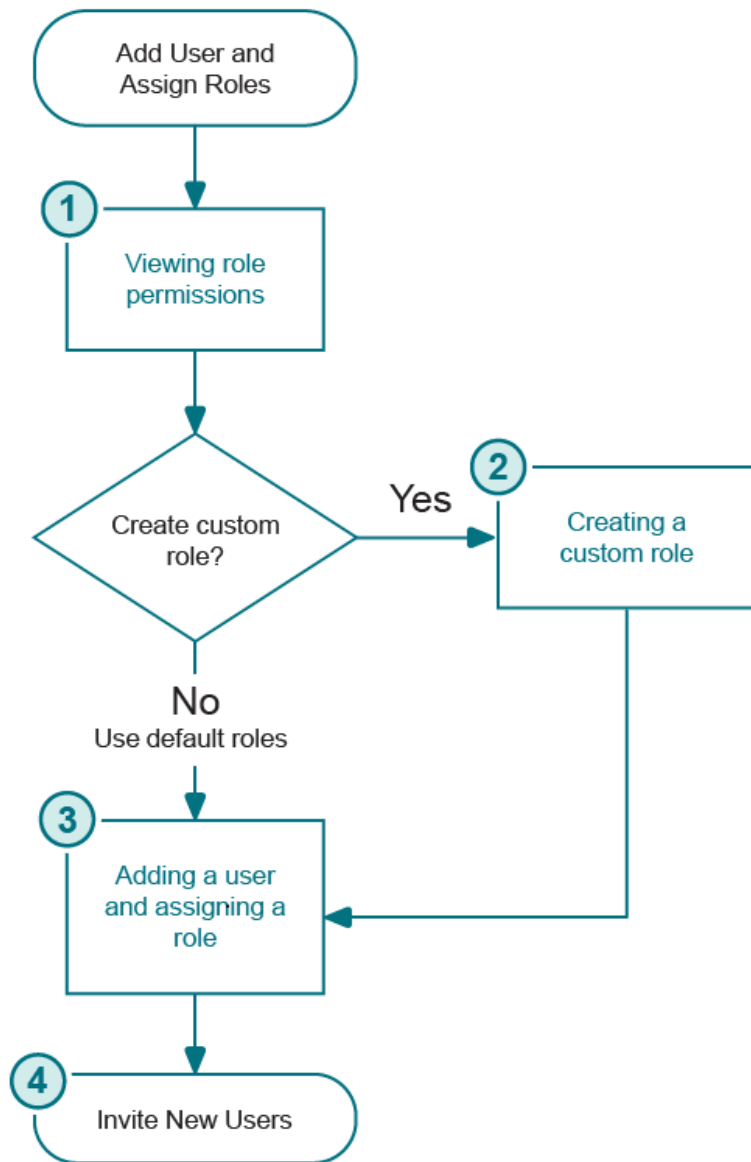 Add User and
Assign Roles
1
Viewing role
permissions
Create custom
role?
Yes
2
Creating a
custom role
No
Use default roles
3
Adding a user
and assigning a
role
4
Invite New Users